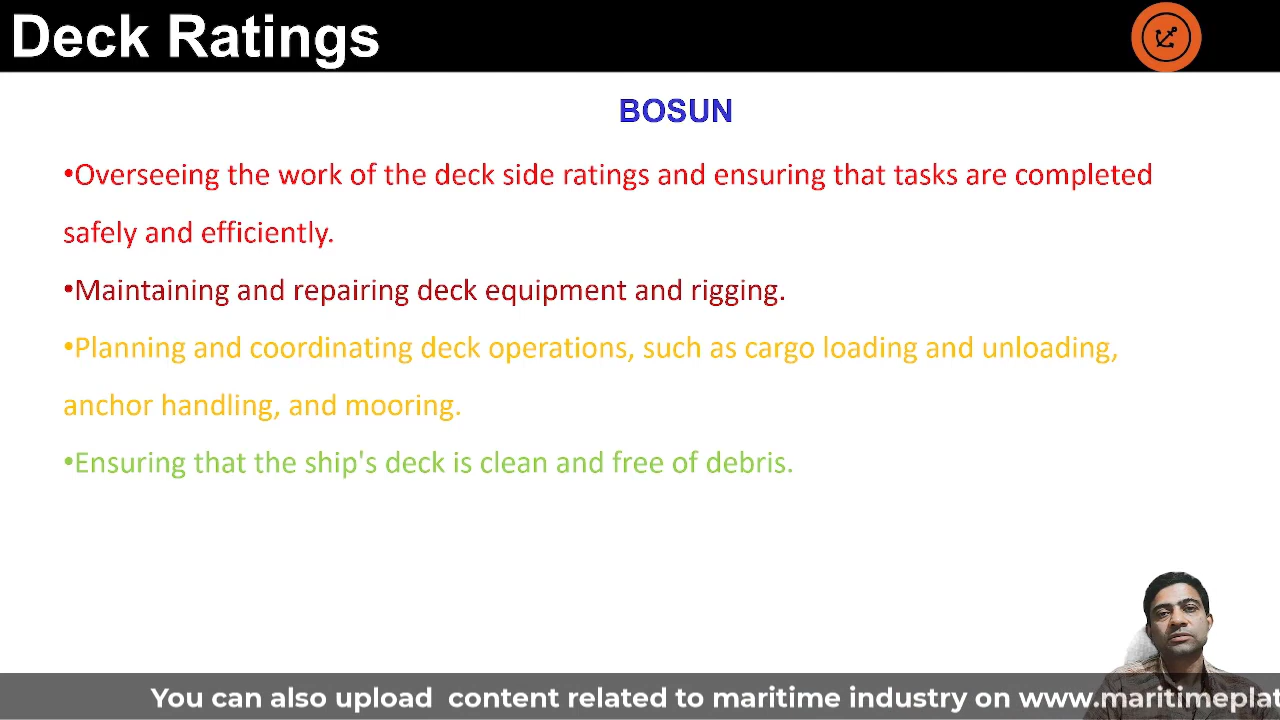 Deck Ratings
BOSUN
•Overseeing the work of the deck side ratings and ensuring that tasks are completed
safely and efficiently.
•Maintaining and repairing deck equipment and rigging.
•Planning and coordinating deck operations, such as cargo loading and unloading,
anchor handling, and mooring.
•Ensuring that the ship's deck is clean and free of debris.
You can also upload content related to maritime industry on www.maritimeplat